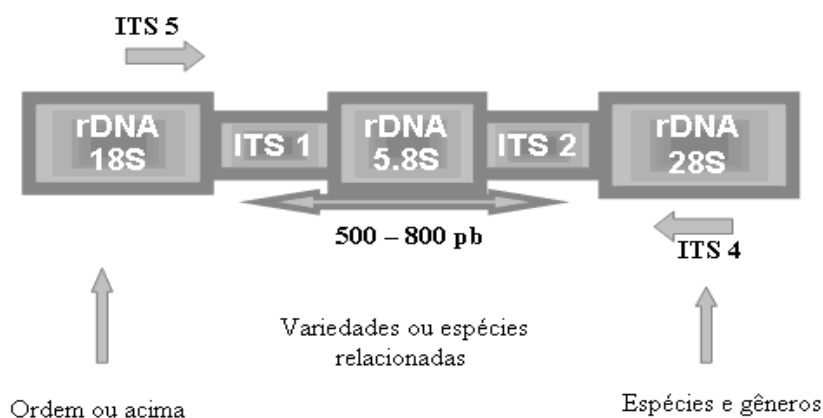 ITS 5
rDNA
18S
ITS 1
rDNA
5.8S
ITS 2
rDNA
28S
500 – 800 pb
ITS 4
Variedades ou espécies
relacionadas
Ordem ou acima
Espécies e gêneros